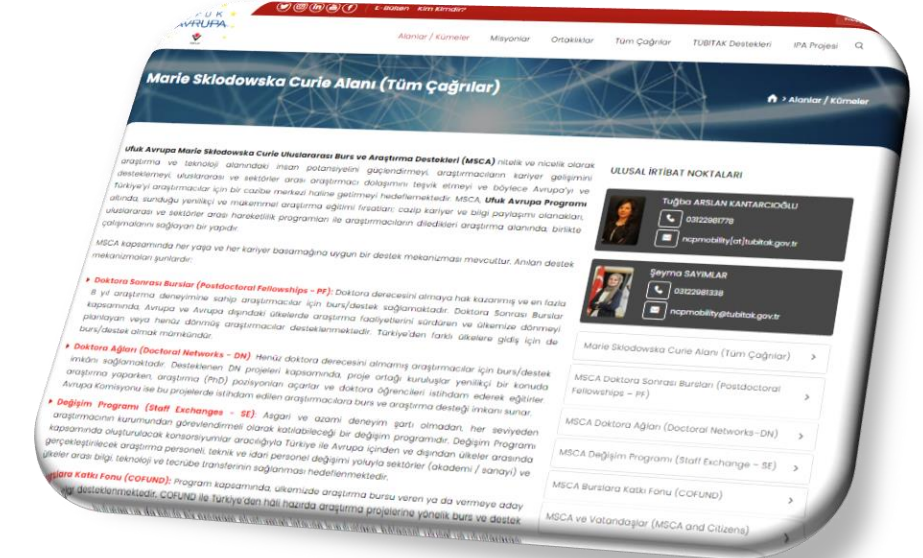 UFUK
AVRUPA
E-Bülten Kim Kimdir?
Alanlar / Kümeler Misyonlar Ortaklıklar Tüm Çağrılar TÜBİTAK Destekleri IPA Projesi
Marie Sklodowska Curie Alanı (Tüm Çağrılar)
> Alanlar / Kümeler
Ufuk Avrupa Marie Skłodowska Curie Uluslararası Burs ve Araştırma Destekleri (MSCA) nitelik ve nicelik olarak
araştırma ve teknoloji alanındaki insan potansiyelini güçlendirmeyi, araştırmacıların kariyer gelişimini
desteklemeyi, uluslararası ve sektörler arası araştırmacı dolaşımını teşvik etmeyi ve böylece Avrupa'yı ve
Türkiye'yi araştırmacılar için bir cazibe merkezi haline getirmeyi hedeflemektedir. MSCA, Ufuk Avrupa Programı
altında, sunduğu yenilikçi ve mükemmel araştırma eğitimi fırsatları; cazip kariyer ve bilgi paylaşımı olanakları,
uluslararası ve sektörler arası hareketlilik programları ile araştırmacıların diledikleri araştırma alanında, birlikte
çalışmalarını sağlayan bir yapıdır.
MSCA kapsamında her yaşa ve her kariyer basamağına uygun bir destek mekanizması mevcuttur. Anılan destek
mekanizmaları şunlardır:
Doktora Sonrası Burslar (Postdoctoral Fellowships - PF): Doktora derecesini almaya hak kazanmış ve en fazla
8 yıl araştırma deneyimine sahip araştırmacılar için burs/destek sağlamaktadır. Doktora Sonrası Burslar
kapsamında, Avrupa ve Avrupa dışındaki ülkelerde araştırma faaliyetlerini sürdüren ve ülkemize dönmeyi
planlayan veya henüz dönmüş araştırmacılar desteklenmektedir. Türkiye'den farklı ülkelere gidiş için de
burs/destek olmak mümkündür.
Doktora Ağları (Doctoral Networks - DN): Henüz doktora derecesini almamış araştırmacılar için burs/destek
imkânı sağlamaktadır. Desteklenen DN projeleri kapsamında, proje ortağı kuruluşlar yenilikçi bir konuda
araştırma yaparken, araştırma (PhD) pozisyonları açarlar ve doktora öğrencileri istihdam ederek eğitirler
Avrupa Komisyonu ise bu projelerde istihdam edilen araştırmacılara burs ve araştırma desteği imkanı sunar.
Değişim Programı (Staff Exchanges - SE): Asgari ve azami deneyim şartı olmadan, her seviyeden
araştırmacının kurumundan görevlendirmeli olarak katılabileceği bir değişim programıdır. Değişim Programı
kapsamında oluşturulacak konsorsiyumlar aracılığıyla Türkiye ile Avrupa içinden ve dışından ülkeler arasında
gerçekleştirilecek araştırma personeli, teknik ve idari personel değişimi yoluyla sektörler (akademi / sanayi) ve
ülkeler arası bilgi, teknoloji ve tecrübe transferinin sağlanması hedeflenmektedir.
Burslara Katkı Fonu (COFUND): Program kapsamında, ülkemizde araştırma bursu veren ya da vermeye aday
desteklenmektedir. COFUND ile Türkiye'den hâli hazırda araştırma projelerine yönelik burs ve destek
ULUSAL İRTİBAT NOKTALARI
Tuğba ARSLAN KANTARCIOĞLU
03122981778
ncpmobility[at]tubitak.gov.tr
Şeyma SAYIMLAR
03122981338
ncpmobility@tubitak.gov.tr
Marie Sklodowska Curie Alanı (Tüm Çağrılar) >
MSCA Doktora Sonrası Bursları (Postdoctoral
Fellowships - PF) >
MSCA Doktora Ağları (Doctoral Networks-DN) >
MSCA Değişim Programı (Staff Exchange - SE) >
MSCA Burslara Katkı Fonu (COFUND) >
MSCA ve Vatandaşlar (MSCA and Citizens) >